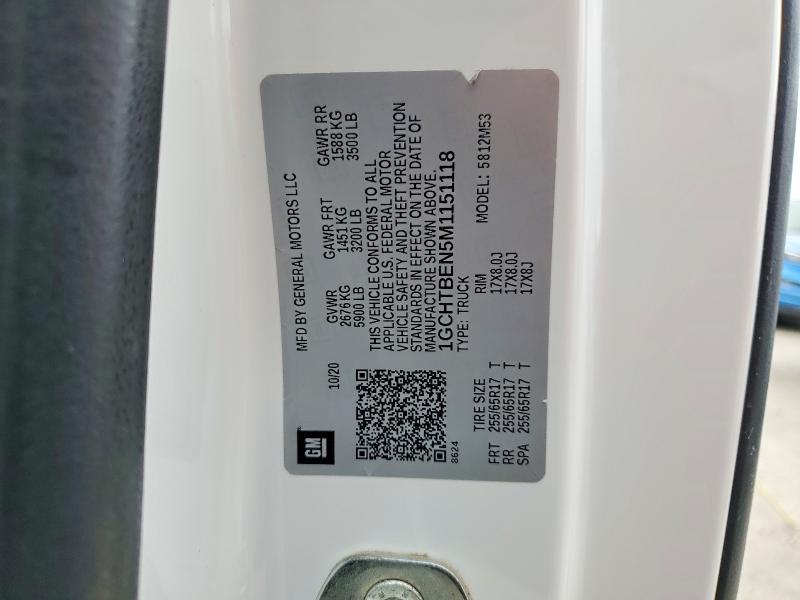 GM
10/20
MFD BY GENERAL MOTORS LLC
GVWR GAWR FRT GAWR RR
2676 KG 1451 KG 1588 KG
5900 LB 3200 LB 3500 LB
THIS VEHICLE CONFORMS TO ALL
APPLICABLE U.S. FEDERAL MOTOR
VEHICLE SAFETY AND THEFT PREVENTION
STANDARDS IN EFFECT ON THE DATE OF
MANUFACTURE SHOWN ABOVE.
1GCHTBEN5M1151118
8624
TYPE: TRUCK
TIRE SIZE RIM MODEL: 5812M53
FRT 255/65R17 T 17X8.0J
RR 255/65R17 T 17X8.0J
SPA 255/65R17 T 17X8J